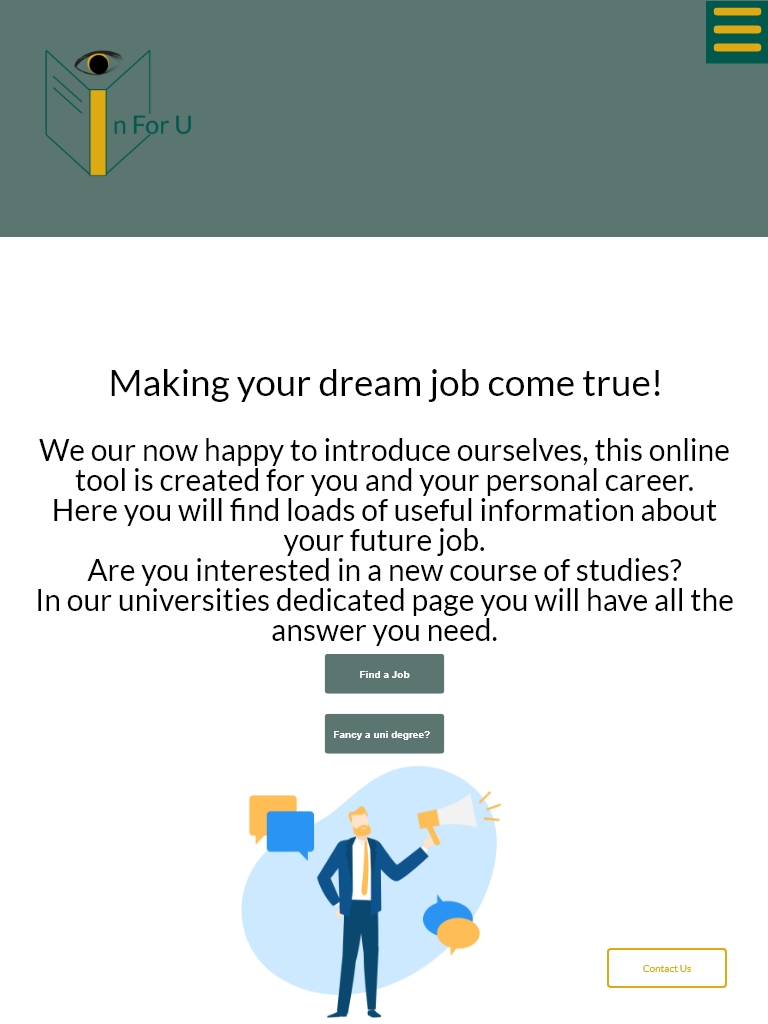 n For U
Making your dream job come true!
We our now happy to introduce ourselves, this online
tool is created for you and your personal career.
Here you will find loads of useful information about
your future job.
Are you interested in a new course of studies?
In our universities dedicated page you will have all the
answer you need.
Find a Job
Fancy a uni degree?
Contact Us